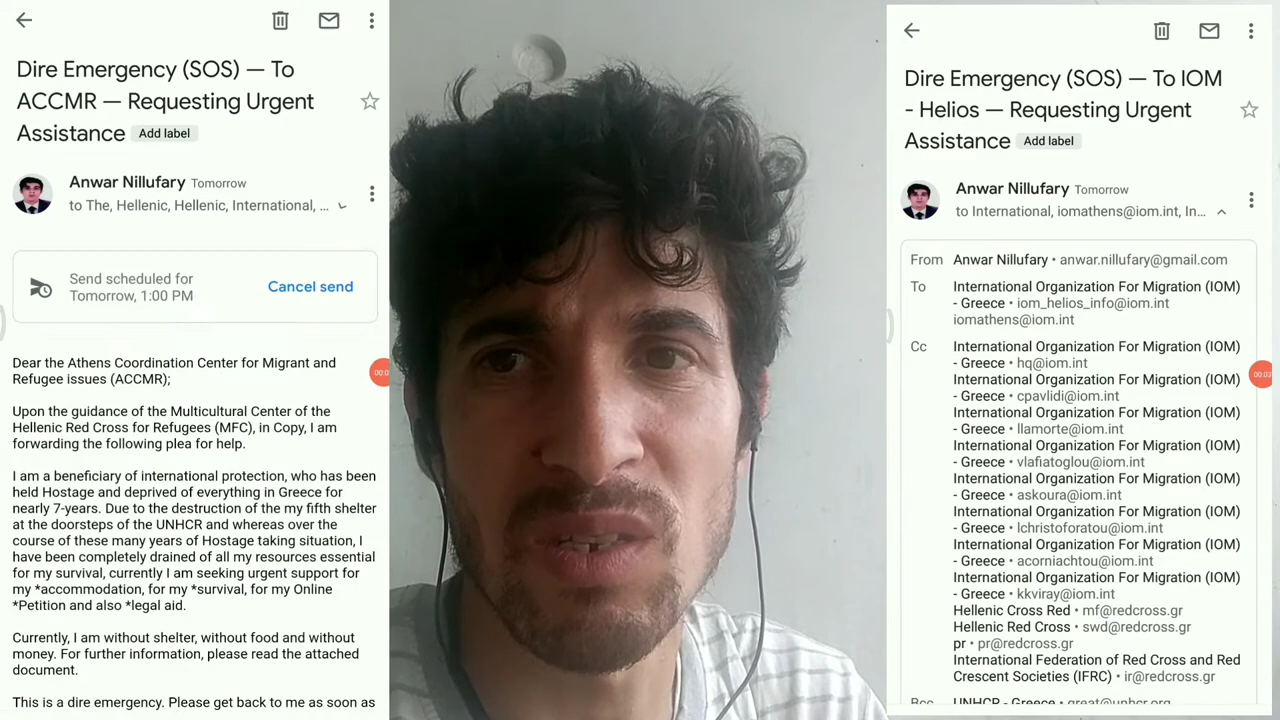 Dire Emergency (SOS) — To
ACCMR — Requesting Urgent
Assistance Add label
Anwar Nillufary Tomorrow
to The, Hellenic, Hellenic, International, ...
Send scheduled for
Tomorrow, 1:00 PM
Cancel send
Dear the Athens Coordination Center for Migrant and
Refugee issues (ACCMR);
Upon the guidance of the Multicultural Center of the
Hellenic Red Cross for Refugees (MFC), in Copy, I am
forwarding the following plea for help.
I am a beneficiary of international protection, who has been
held Hostage and deprived of everything in Greece for
nearly 7-years. Due to the destruction of the my fifth shelter
at the doorsteps of the UNHCR and whereas over the
course of these many years of Hostage taking situation, I
have been completely drained of all my resources essential
for my survival, currently I am seeking urgent support for
my *accommodation, for my *survival, for my Online
*Petition and also *legal aid.
Currently, I am without shelter, without food and without
money. For further information, please read the attached
document.
This is a dire emergency. Please get back to me as soon as
Dire Emergency (SOS) — To IOM
- Helios — Requesting Urgent
Assistance Add label
Anwar Nillufary Tomorrow
to International, iomathens@iom.int, In...
From Anwar Nillufary • anwar.nillufary@gmail.com
To International Organization For Migration (IOM)
- Greece • iom_helios_info@iom.int
iomathens@iom.int
Cc International Organization For Migration (IOM)
- Greece • hq@iom.int
International Organization For Migration (IOM)
- Greece • cpavlidi@iom.int
International Organization For Migration (IOM)
- Greece • llamorte@iom.int
International Organization For Migration (IOM)
- Greece • vlafiatoglou@iom.int
International Organization For Migration (IOM)
- Greece • askoura@iom.int
International Organization For Migration (IOM)
- Greece • lchristoforatou@iom.int
International Organization For Migration (IOM)
- Greece • acorniachtou@iom.int
International Organization For Migration (IOM)
- Greece • kkviray@iom.int
Hellenic Cross Red • mf@redcross.gr
Hellenic Cross Red • swd@redcross.gr
pr • pr@redcross.gr
International Federation of Red Cross and Red
Crescent Societies (IFRC) • ir@redcross.gr
Bcc UNHCR - Greece • great@unhcr.org
00:03